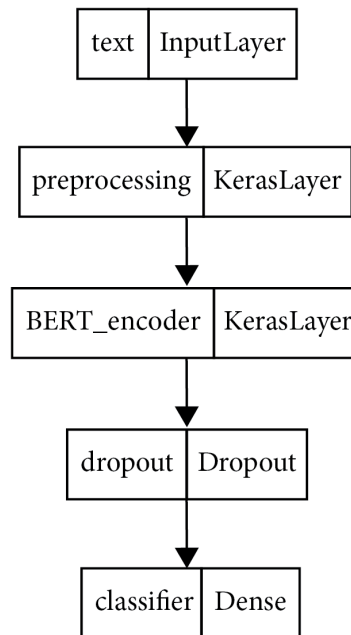 text InputLayer
preprocessing KerasLayer
BERT_encoder KerasLayer
dropout Dropout
classifier Dense